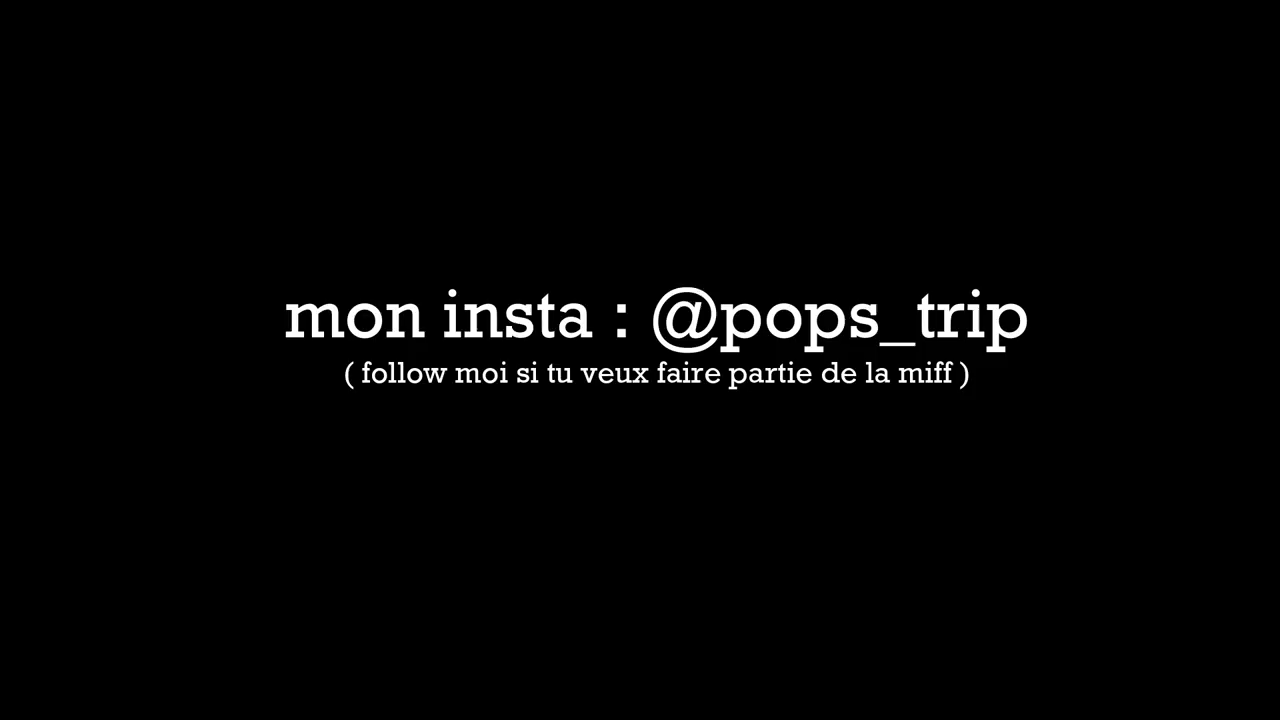 mon insta : @pops_trip
( follow moi si tu veux faire partie de la miff )